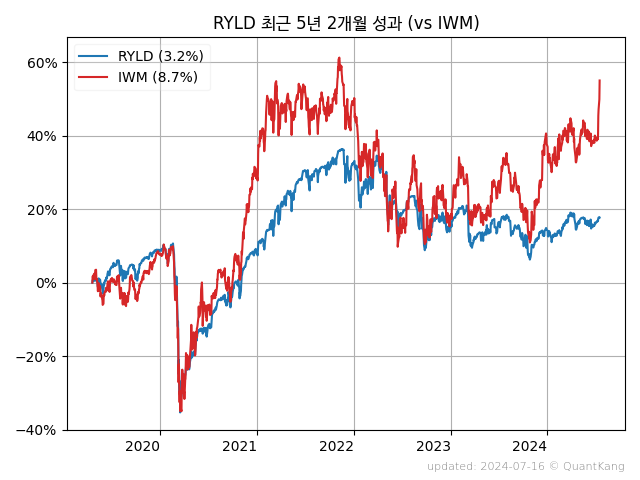 RYLD 최근 5년 2개월 성과 (vs IWM)
RYLD (3.2%)
IWM (8.7%)
60%
40%
20%
0%
−20%
−40%
2020 2021 2022 2023 2024
updated: 2024-07-16 © QuantKang